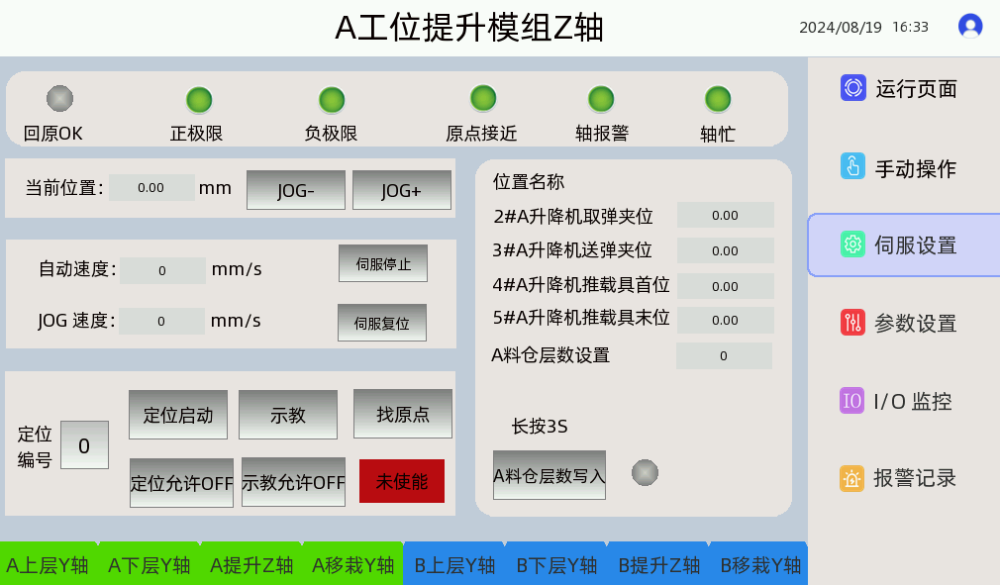 A工位提升模组Z轴
2024/08/19 16:33
回原OK 正极限 负极限 原点接近 轴报警 轴忙
当前位置: 0.00 mm JOG- JOG+
自动速度: 0 mm/s 伺服停止
JOG 速度: 0 mm/s 伺服复位
定位编号 0
定位启动 示教 找原点
定位允许OFF 示教允许OFF 未使能
位置名称
2#A升降机取弹夹位 0.00
3#A升降机送弹夹位 0.00
4#A升降机推载具首位 0.00
5#A升降机推载具末位 0.00
A料仓层数设置 0
长按3S
A料仓层数写入
运行页面
手动操作
伺服设置
参数设置
IO I/O 监控
报警记录
A上层Y轴 A下层Y轴 A提升Z轴 A移栽Y轴 B上层Y轴 B下层Y轴 B提升Z轴 B移栽Y轴